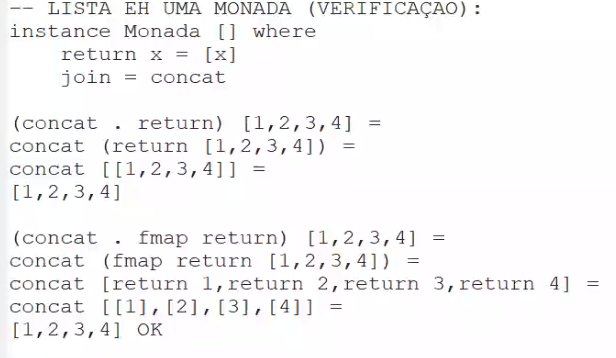 -- LISTA EH UMA MONADA (VERIFICAÇAO):
instance Monada [] where
    return x = [x]
    join = concat

(concat . return) [1,2,3,4] =
concat (return [1,2,3,4]) =
concat [[1,2,3,4]] =
[1,2,3,4]

(concat . fmap return) [1,2,3,4] =
concat (fmap return [1,2,3,4]) =
concat [return 1,return 2,return 3,return 4] =
concat [[1],[2],[3],[4]] =
[1,2,3,4] OK